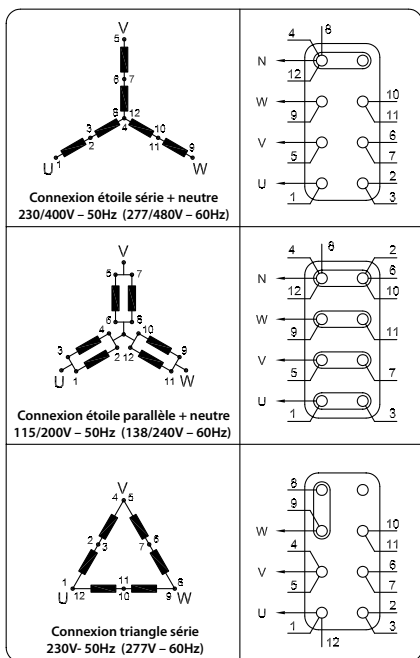 V
5
6 7
8 12
3 4 10
2 11
1 9
U W
Connexion étoile série + neutre
230/400V – 50Hz (277/480V – 60Hz)
4 8
N
12
W 10
9 11
V 6
5 7
U 2
1 3
V
5 7
6 8
4 10
3 2 12 9
1 11
U W
Connexion étoile parallèle + neutre
115/200V – 50Hz (138/240V – 60Hz)
4 8 2
N 6
12 10
W
9 11
V
5 7
U
1 3
V
4 5
2 6
3 7
1 11 8
12 10 9
U W
Connexion triangle série
230V- 50Hz (277V – 60Hz)
8
9
W 10
4 11
V 6
5 7
U 2
1 3
12